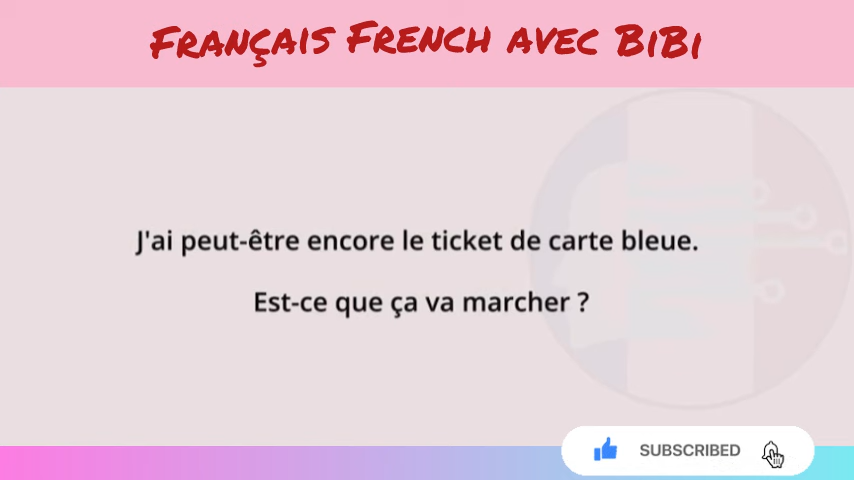 Français French avec BiBi
J'ai peut-être encore le ticket de carte bleue.
Est-ce que ça va marcher ?
SUBSCRIBED